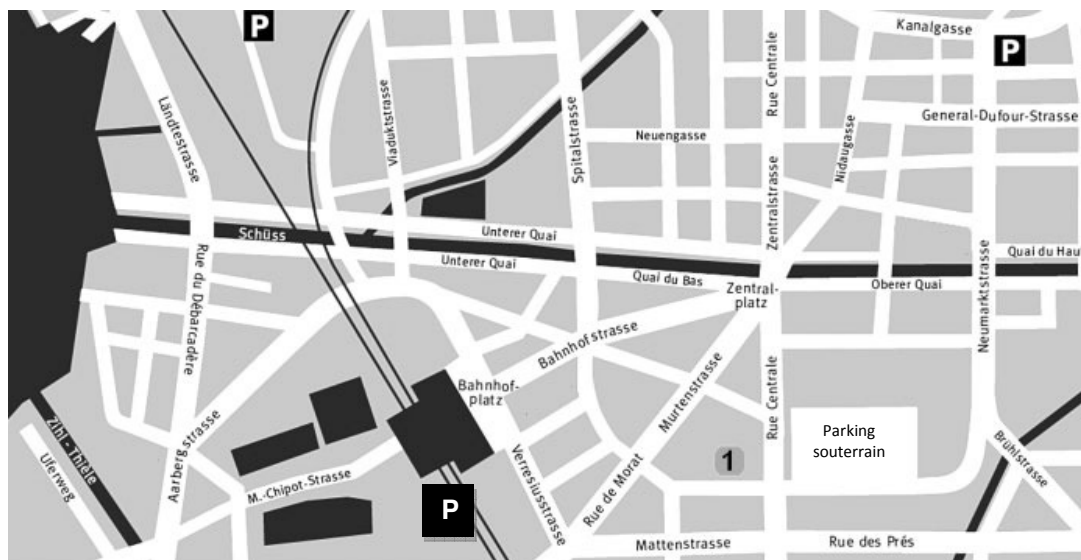 P
Kanalgasse
P
Rue Centrale
Ländtestrasse
Viaduktstrasse
General-Dufour-Strasse
Neuengasse
Spitalstrasse
Nidaugasse
Zentralstrasse
Schüss
Unterer Quai
Unterer Quai
Quai du Bas
Quai du Hau
Oberer Quai
Zentral-
platz
Rue du Débarcadère
Neumarktstrasse
Bahnhofstrasse
Bahnhof-
platz
Murtenstrasse
Rue Centrale
Zihl - Thièle
Uferweg
Aarbergstrasse
M.-Chipot-Strasse
Verresiusstrasse
Rue de Morat
1
Parking
souterrain
Brühlstrasse
P
Mattenstrasse
Rue des Prés